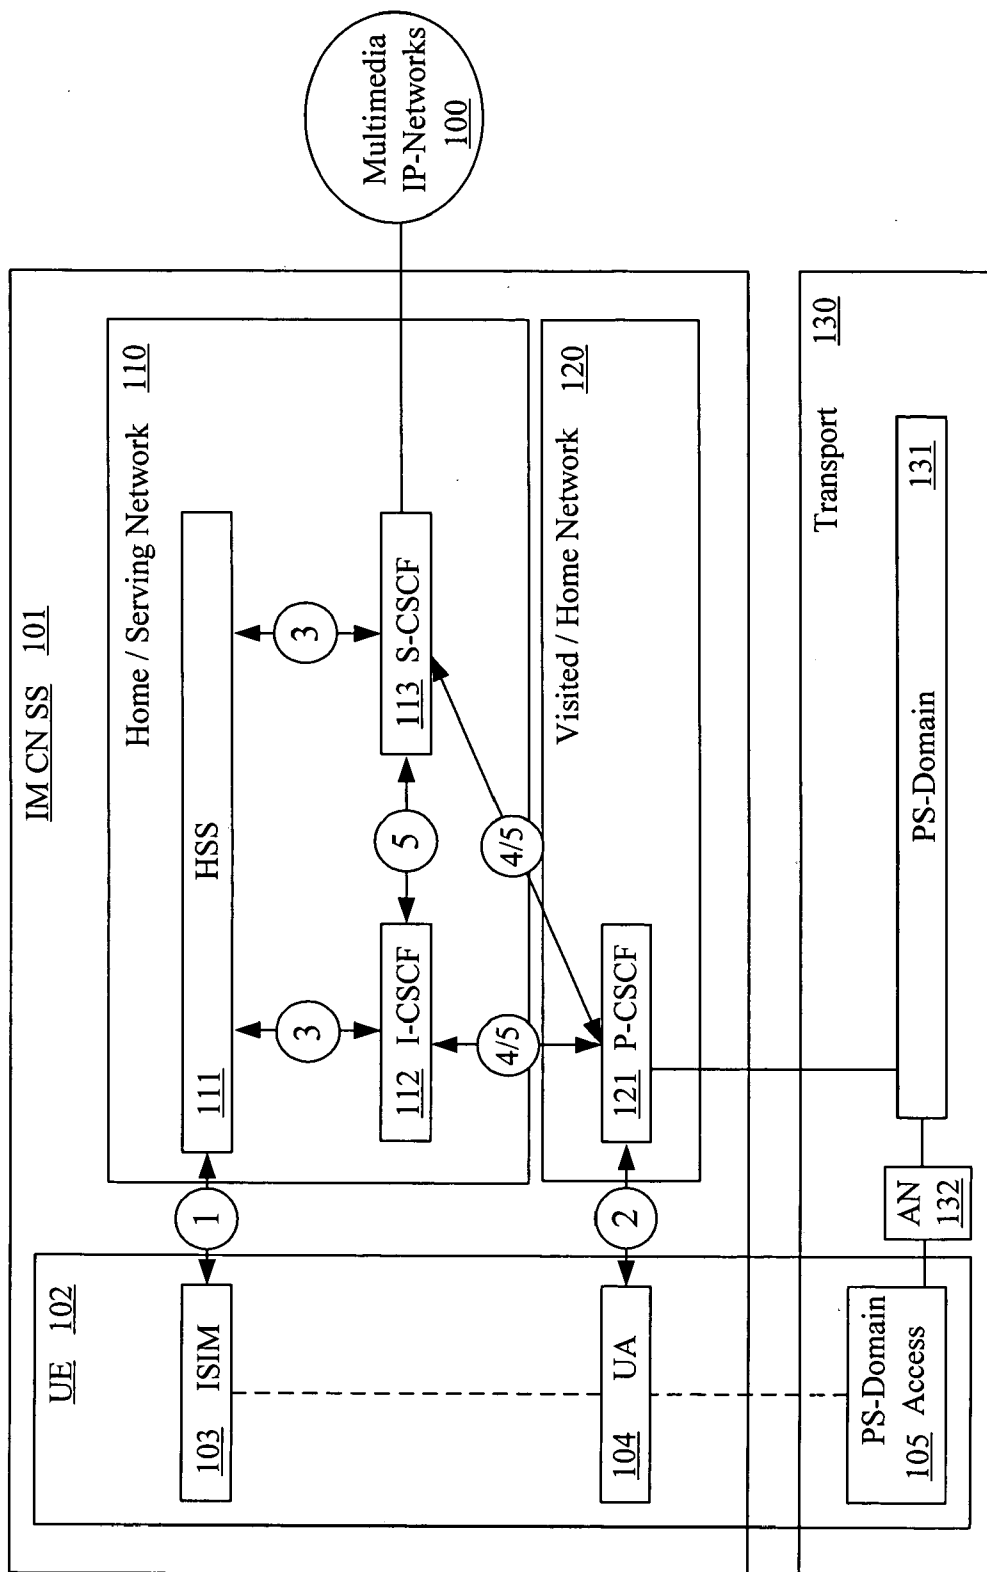 IM CN SS 101
Multimedia
IP-Networks
100
Home / Serving Network 110
HSS
111
3
3
112 I-CSCF
5
113 S-CSCF
4/5
4/5
Visited / Home Network 120
121 P-CSCF
1
2
UE 102
103 ISIM
104 UA
PS-Domain
105 Access
Transport 130
AN
132
PS-Domain 131